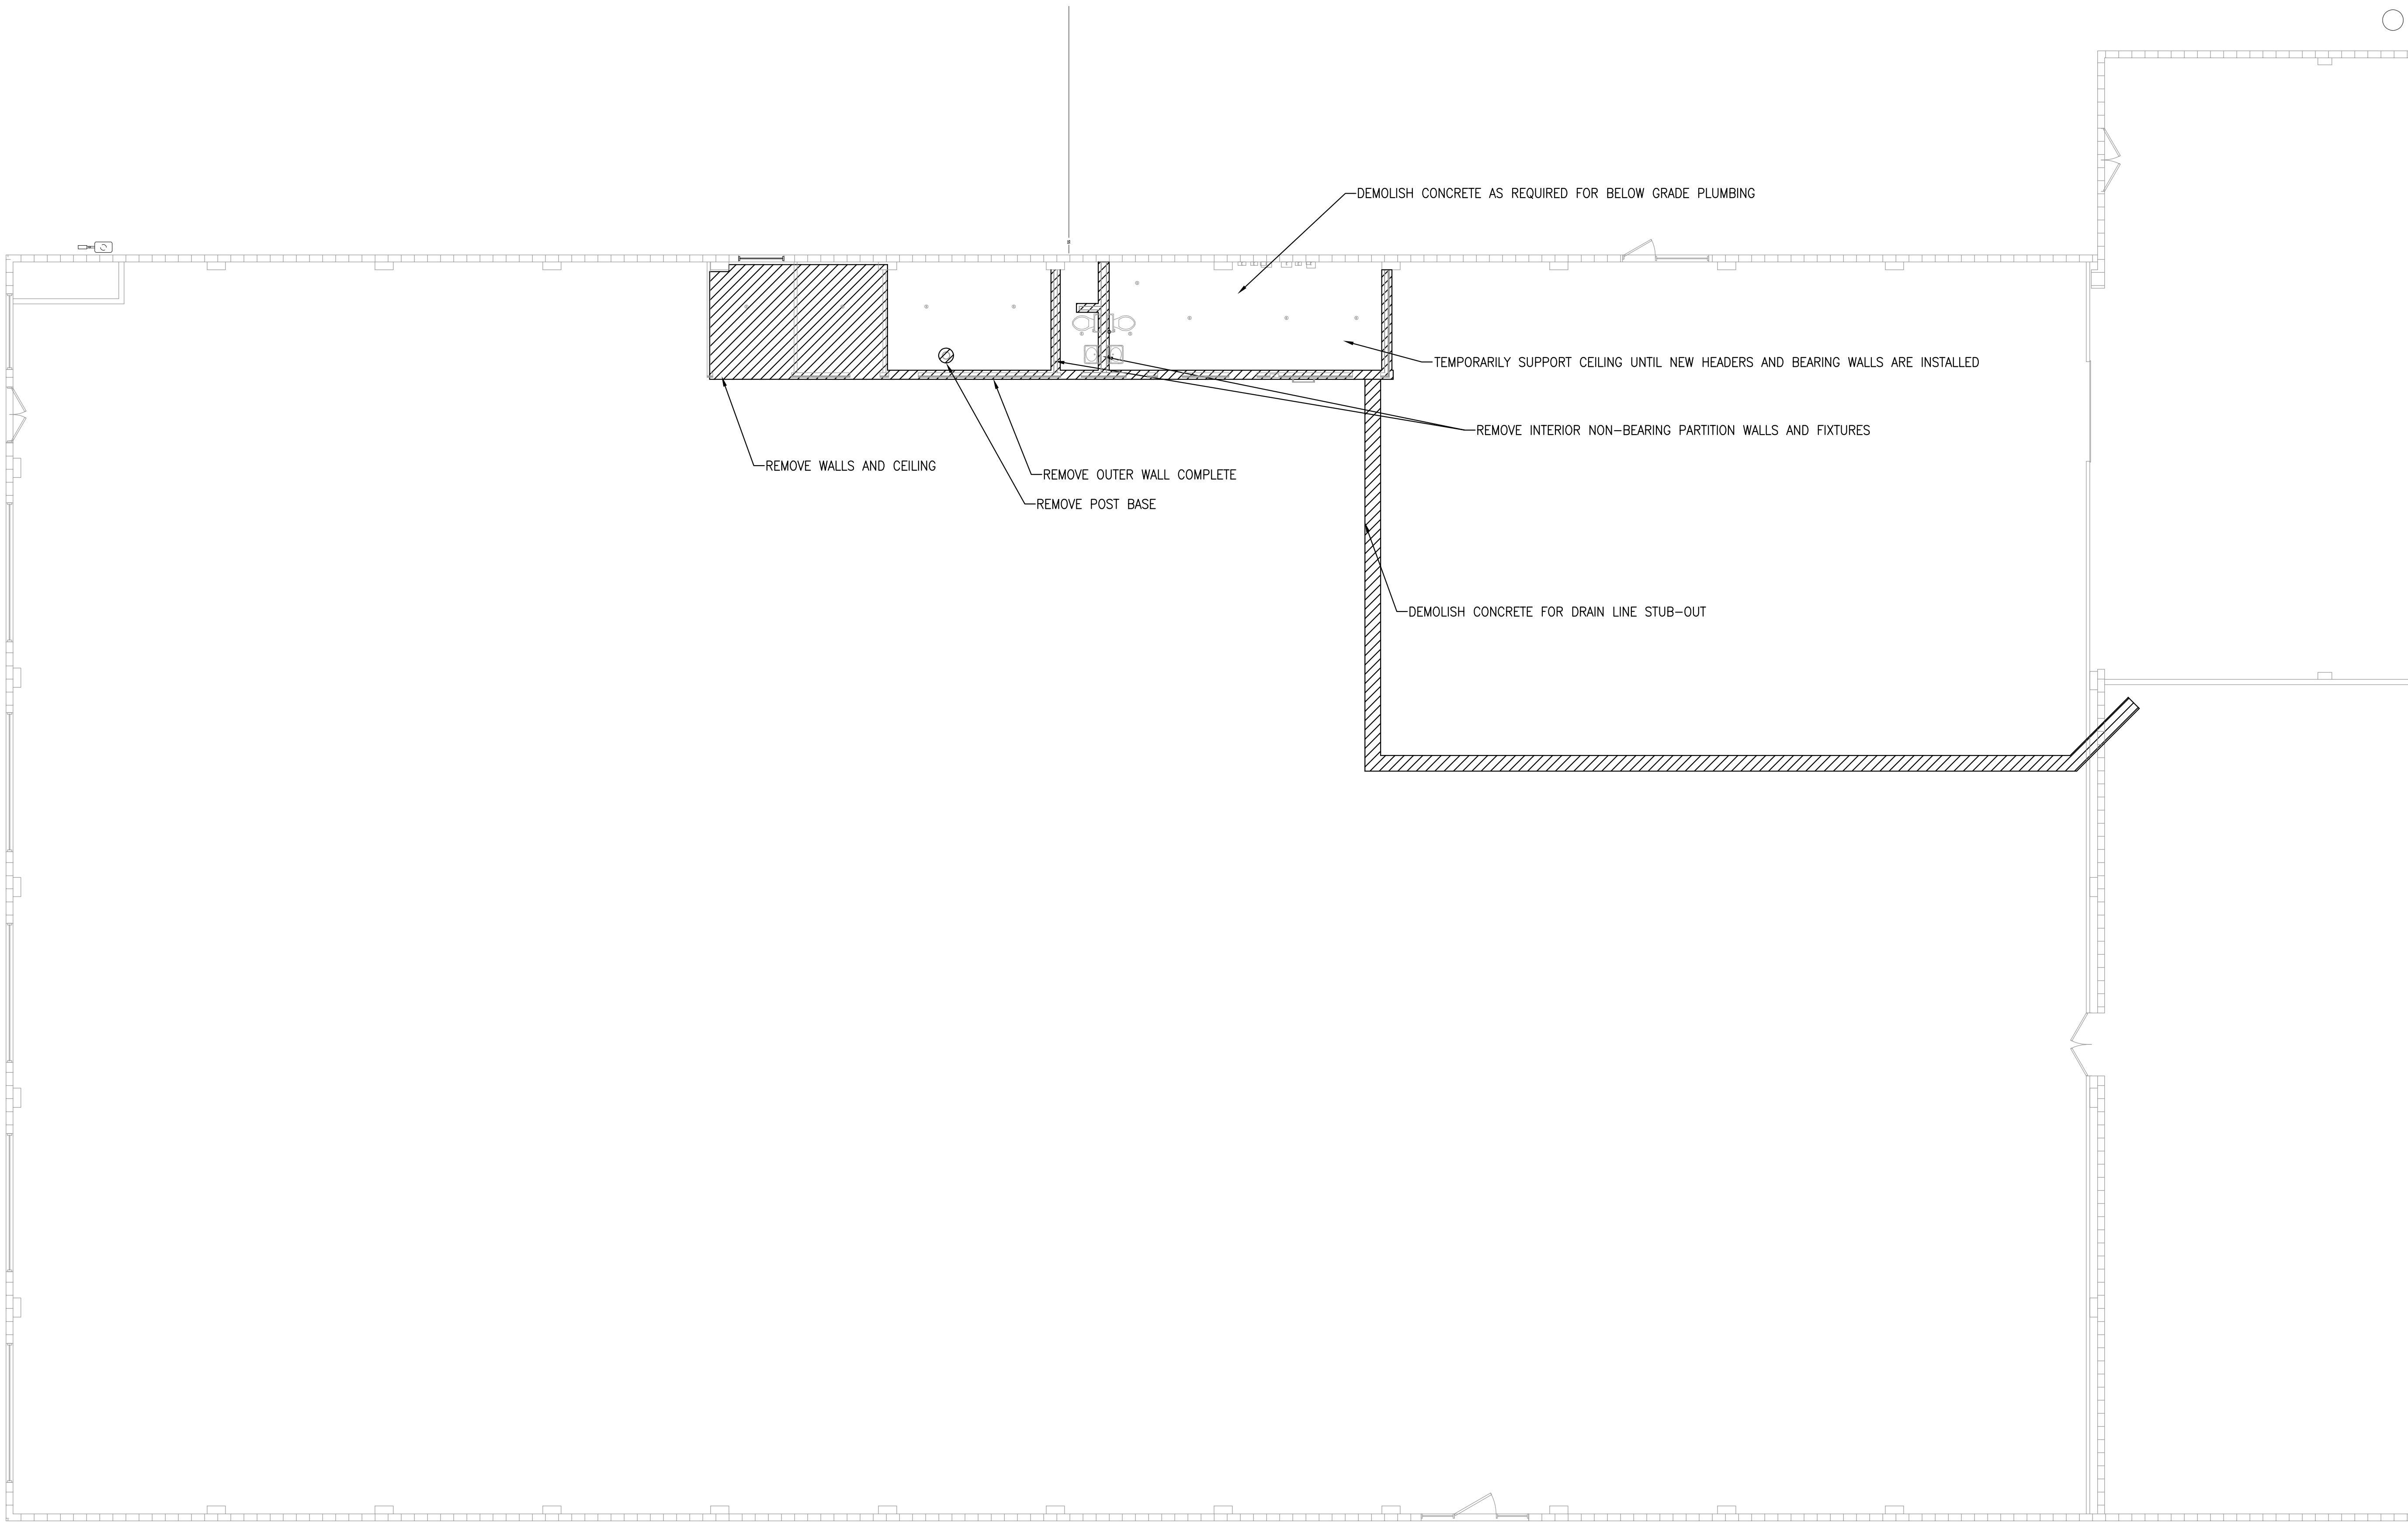 DEMOLISH CONCRETE AS REQUIRED FOR BELOW GRADE PLUMBING
TEMPORARILY SUPPORT CEILING UNTIL NEW HEADERS AND BEARING WALLS ARE INSTALLED
REMOVE INTERIOR NON-BEARING PARTITION WALLS AND FIXTURES
REMOVE WALLS AND CEILING
REMOVE OUTER WALL COMPLETE
REMOVE POST BASE
DEMOLISH CONCRETE FOR DRAIN LINE STUB-OUT